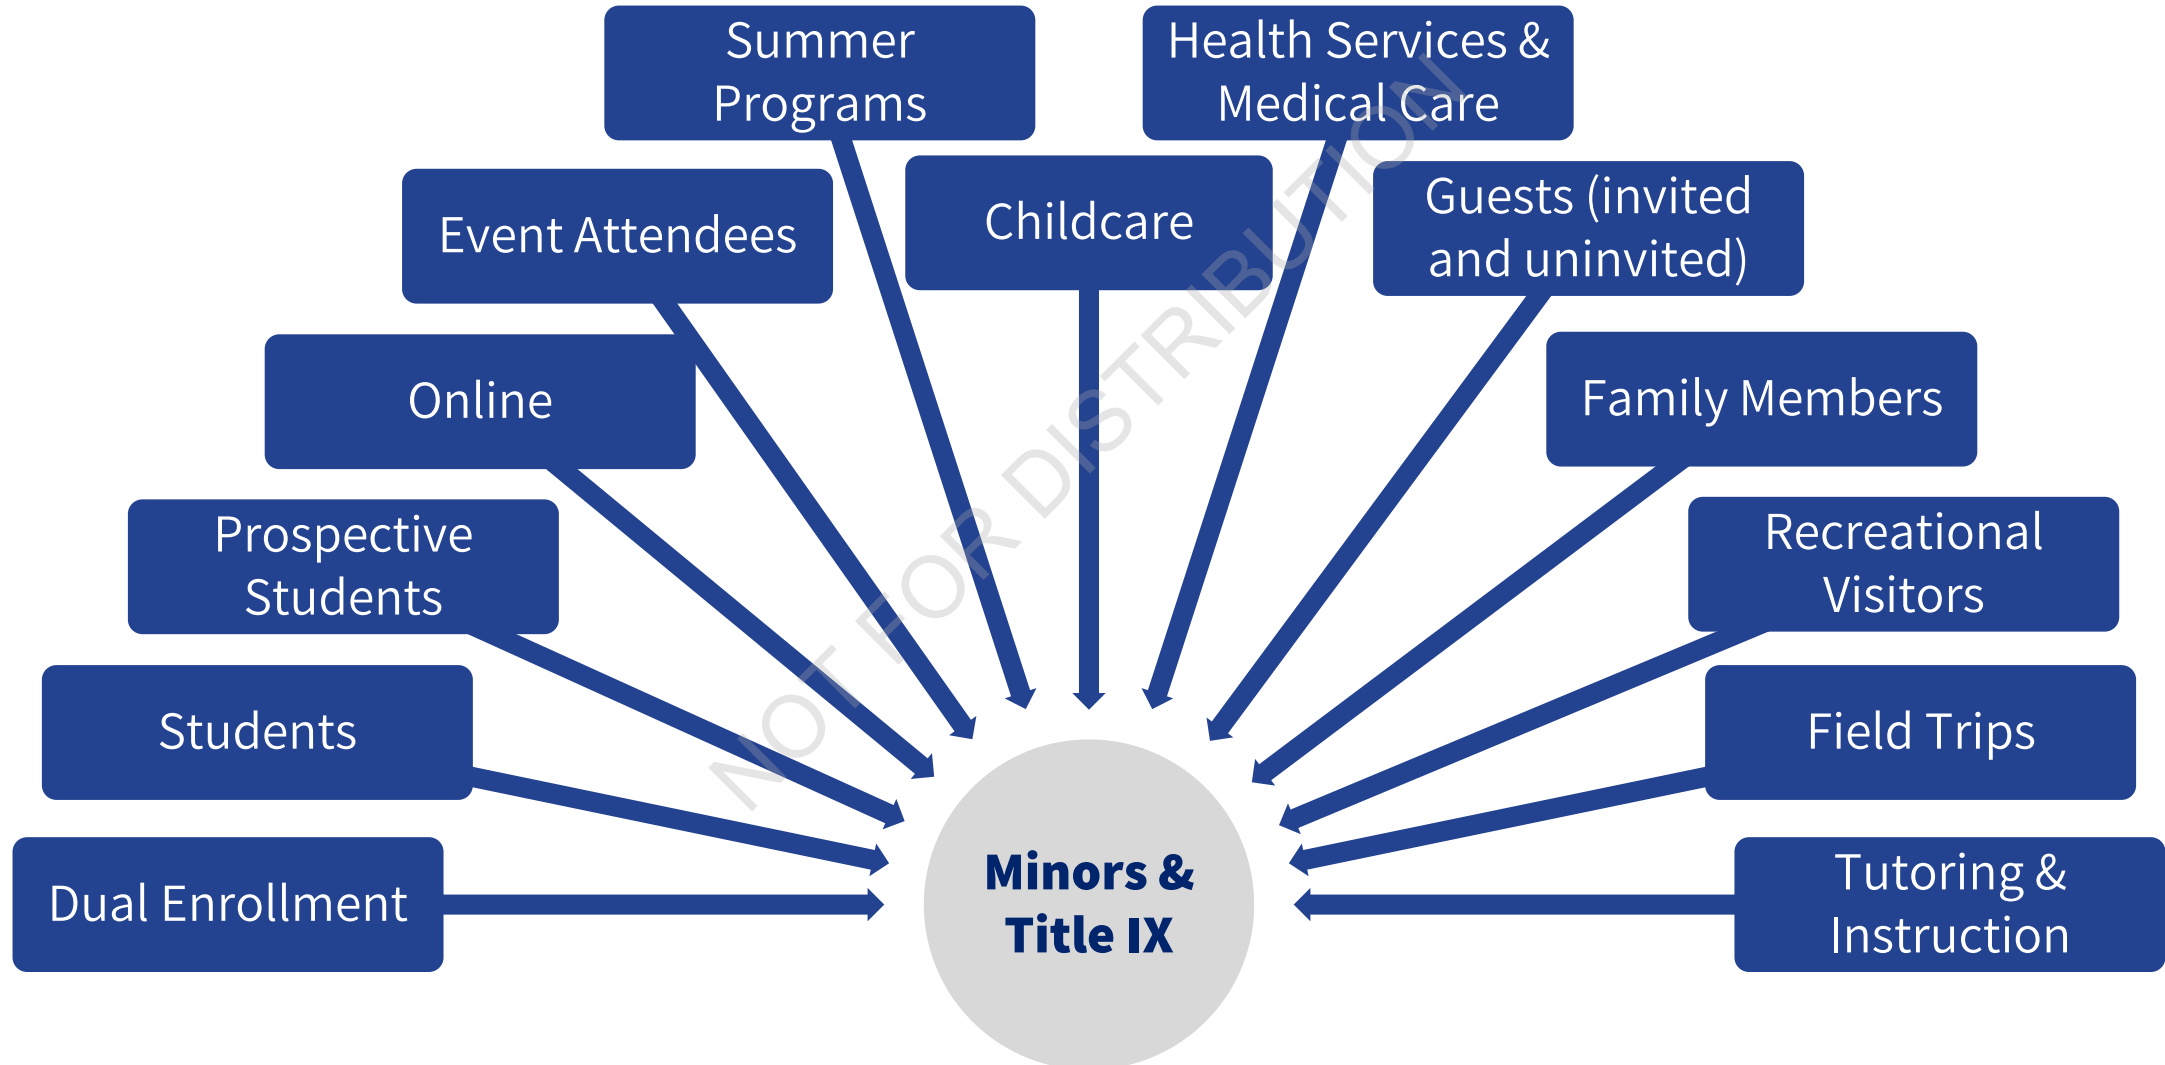 Summer
Programs
Health Services &
Medical Care
Event Attendees
Childcare
Guests (invited
and uninvited)
Online
Family Members
Prospective
Students
Recreational
Visitors
Students
Field Trips
Dual Enrollment
Minors &
Title IX
Tutoring &
Instruction
NOT FOR DISTRIBUTION